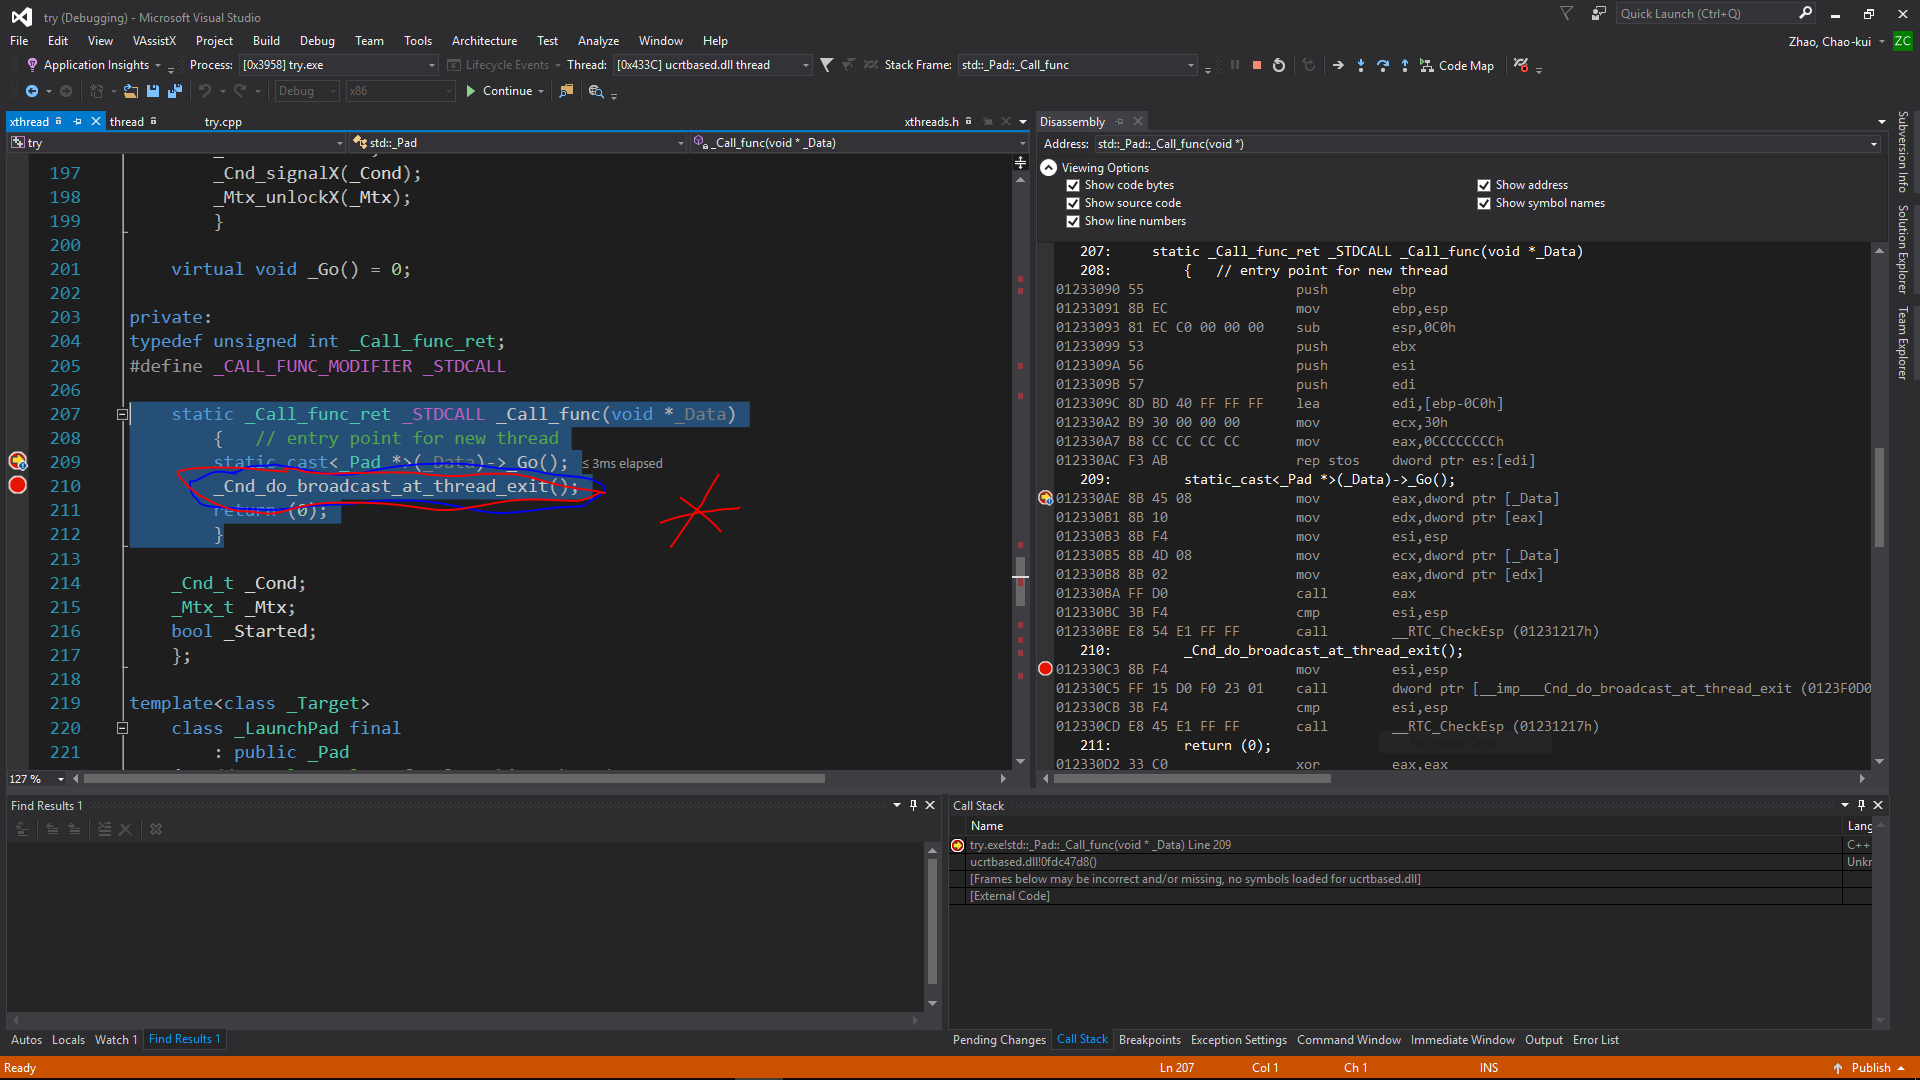 try (Debugging) - Microsoft Visual Studio
Quick Launch (Ctrl+Q)
File Edit View VAssistX Project Build Debug Team Tools Architecture Test Analyze Window Help
Zhao, Chao-kui ZC
Application Insights Process: [0x3958] try.exe Lifecycle Events Thread: [0x433C] ucrtbased.dll thread Stack Frame: std::_Pad::_Call_func Code Map
Debug x86 Continue
xthread thread try.cpp xthreads.h
try std::_Pad _Call_func(void * _Data)
197 _Cnd_signalX(_Cond);
198 _Mtx_unlockX(_Mtx);
199 }
200
201 virtual void _Go() = 0;
202
203 private:
204 typedef unsigned int _Call_func_ret;
205 #define _CALL_FUNC_MODIFIER _STDCALL
206
207 static _Call_func_ret _STDCALL _Call_func(void *_Data)
208 { // entry point for new thread
209 static_cast<_Pad *>(_Data)->_Go(); ≤ 3ms elapsed
210 _Cnd_do_broadcast_at_thread_exit();
211 return (0);
212 }
213
214 _Cnd_t _Cond;
215 _Mtx_t _Mtx;
216 bool _Started;
217 };
218
219 template<class _Target>
220 class _LaunchPad final
221 : public _Pad
127 %
Disassembly
Address: std::_Pad::_Call_func(void *)
Viewing Options
Show code bytes Show address
Show source code Show symbol names
Show line numbers
207: static _Call_func_ret _STDCALL _Call_func(void *_Data)
208: { // entry point for new thread
01233090 55 push ebp
01233091 8B EC mov ebp,esp
01233093 81 EC C0 00 00 00 sub esp,0C0h
01233099 53 push ebx
0123309A 56 push esi
0123309B 57 push edi
0123309C 8D BD 40 FF FF FF lea edi,[ebp-0C0h]
012330A2 B9 30 00 00 00 mov ecx,30h
012330A7 B8 CC CC CC CC mov eax,0CCCCCCCCh
012330AC F3 AB rep stos dword ptr es:[edi]
209: static_cast<_Pad *>(_Data)->_Go();
012330AE 8B 45 08 mov eax,dword ptr [_Data]
012330B1 8B 10 mov edx,dword ptr [eax]
012330B3 8B F4 mov esi,esp
012330B5 8B 4D 08 mov ecx,dword ptr [_Data]
012330B8 8B 02 mov eax,dword ptr [edx]
012330BA FF D0 call eax
012330BC 3B F4 cmp esi,esp
012330BE E8 54 E1 FF FF call __RTC_CheckEsp (01231217h)
210: _Cnd_do_broadcast_at_thread_exit();
012330C3 8B F4 mov esi,esp
012330C5 FF 15 D0 F0 23 01 call dword ptr [__imp___Cnd_do_broadcast_at_thread_exit (0123F0D0
012330CB 3B F4 cmp esi,esp
012330CD E8 45 E1 FF FF call __RTC_CheckEsp (01231217h)
211: return (0);
012330D2 33 C0 xor eax,eax
Subversion Info
Solution Explorer
Team Explorer
Find Results 1
Call Stack
Name Lang
try.exe!std::_Pad::_Call_func(void * _Data) Line 209 C++
ucrtbased.dll!0fdc47d8() Unkr
[Frames below may be incorrect and/or missing, no symbols loaded for ucrtbased.dll]
[External Code]
Autos Locals Watch 1 Find Results 1
Pending Changes Call Stack Breakpoints Exception Settings Command Window Immediate Window Output Error List
Ready Ln 207 Col 1 Ch 1 INS Publish